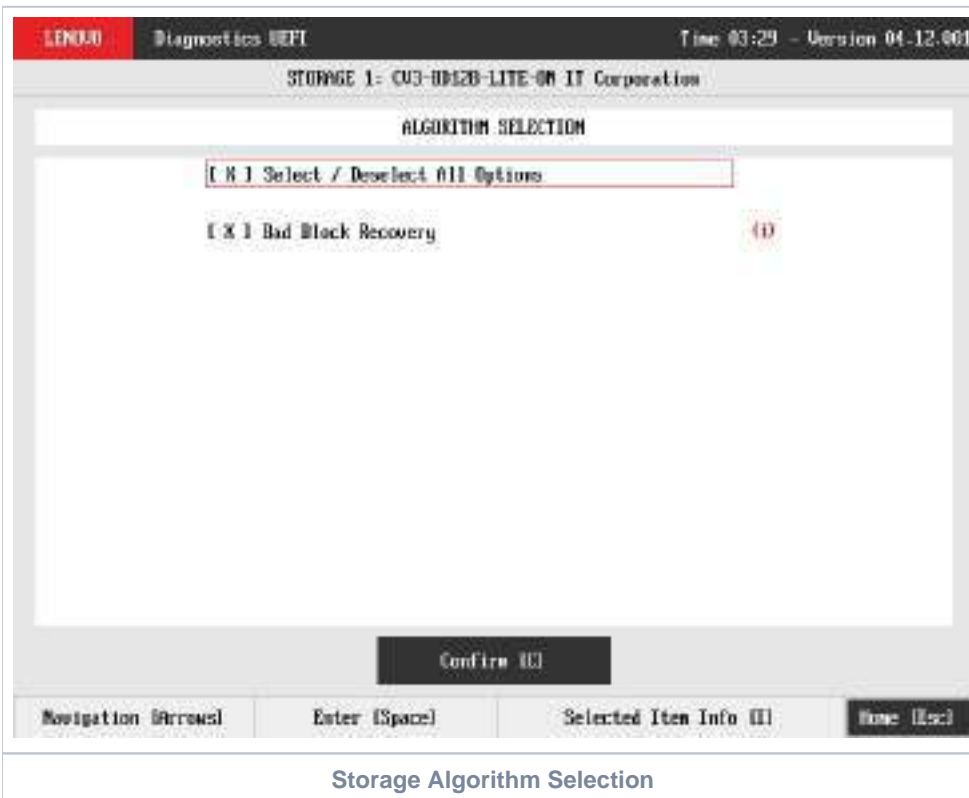 LENOVO Diagnostics UEFI Time 03:29 - Version 04.12.001
STORAGE 1: CV3-8D128-LITE-ON IT Corporation
ALGORITHM SELECTION
[ X ] Select / Deselect All Options
[ X ] Bad Block Recovery (i)
Confirm [C]
Navigation [Arrows] Enter [Space] Selected Item Info [I] Home [Esc]
Storage Algorithm Selection